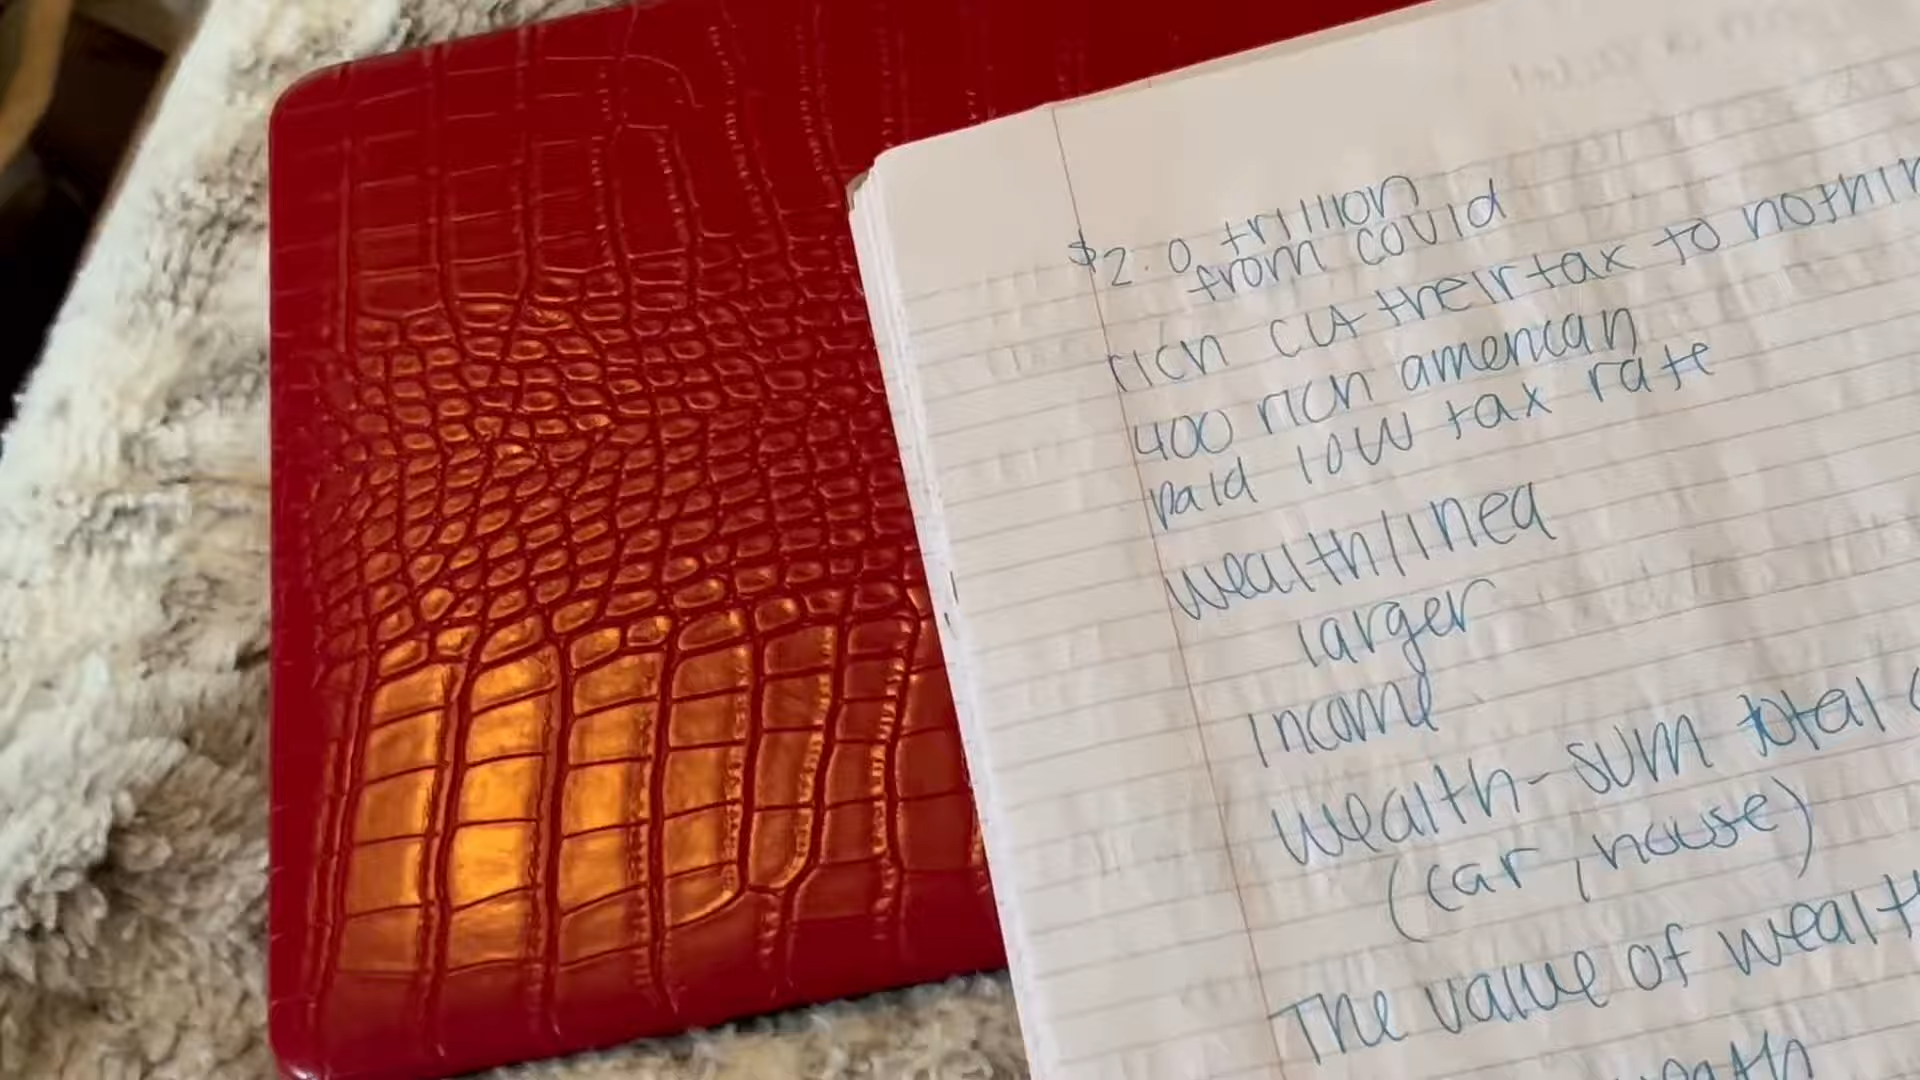 $2.0 trillion
from covid
rich cut their tax to nothin
400 rich american
paid low tax rate
wealth/ineq
larger
income
wealth-sum total
(car, house)
The value of wealt